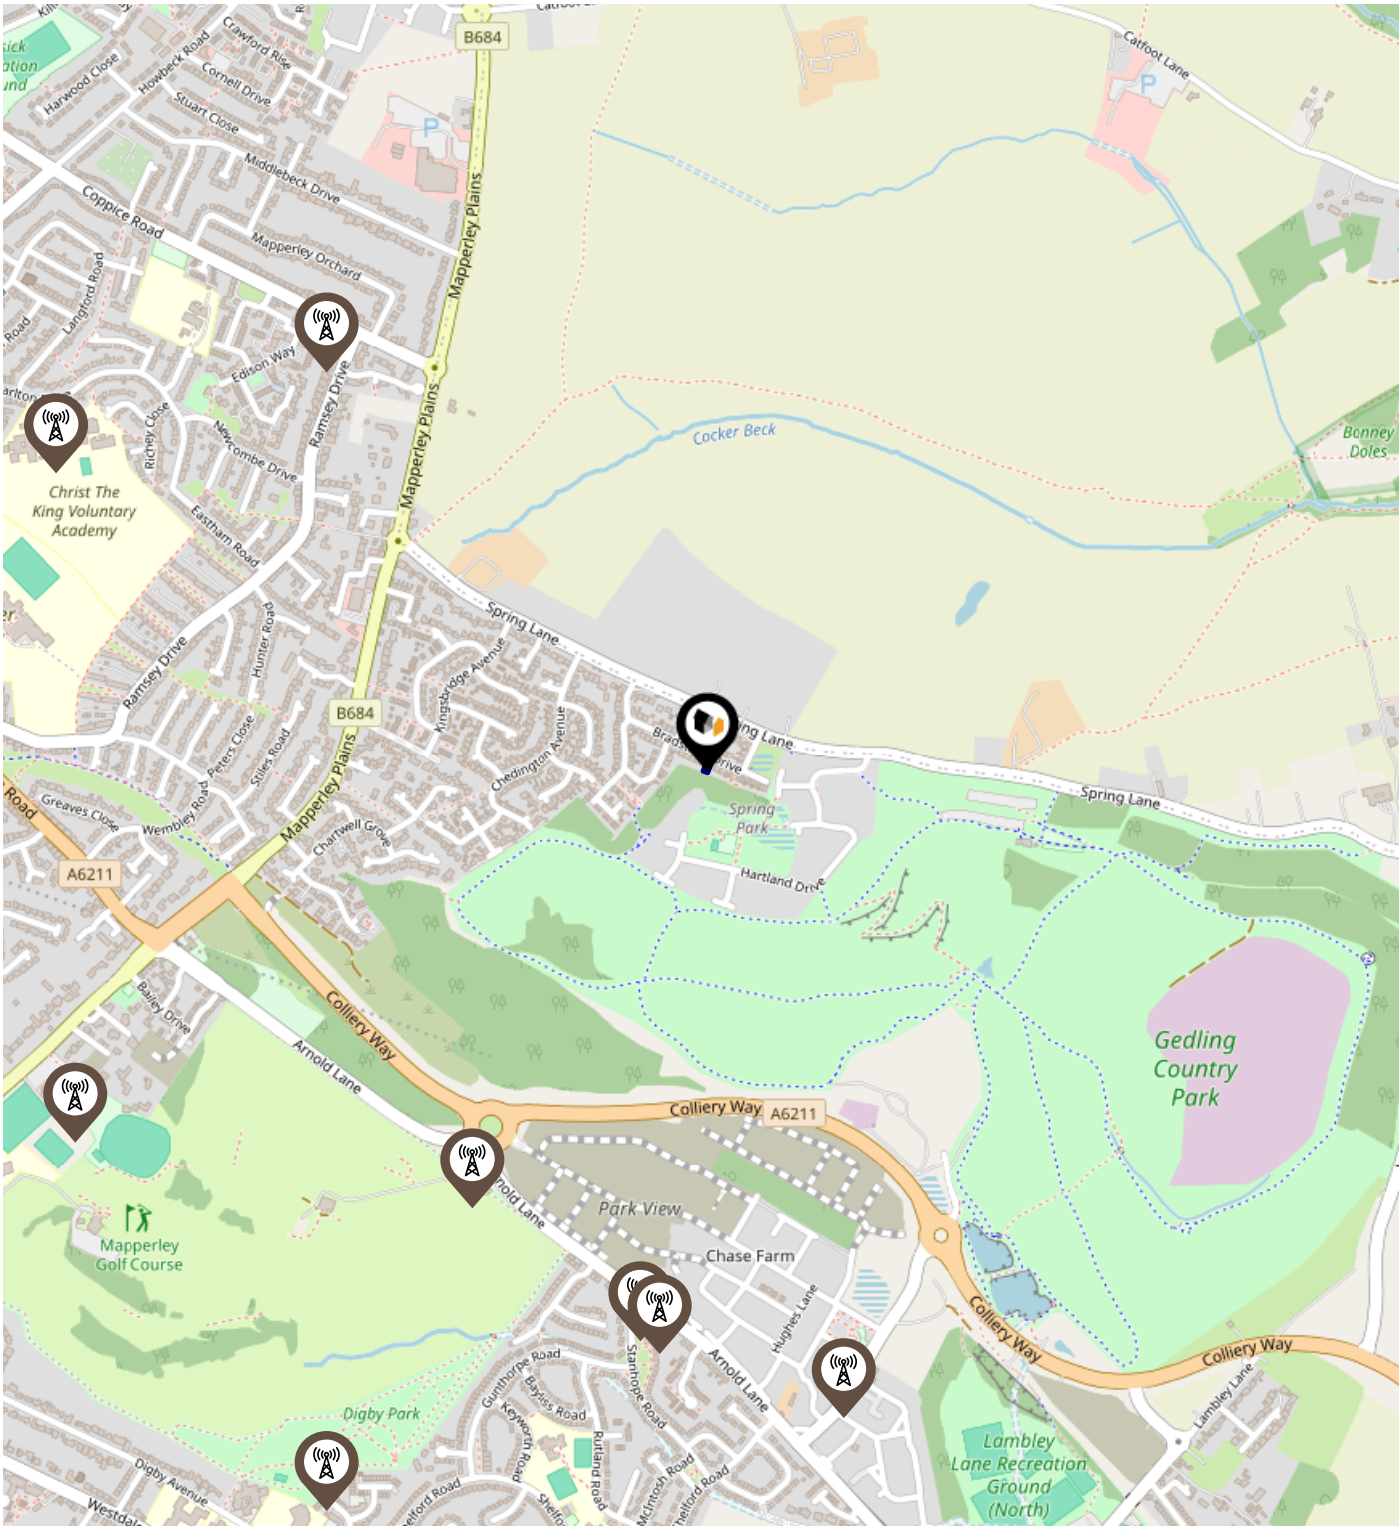 B684
Catfoot Lane
Crawford Rise
Harwood Close
Howbeck Road
Cornell Drive
Stuart Close
P
P
Middlebeck Drive
Coppice Road
Mapperley Orchard
Mapperley Plains
Langford Road
Road
Edison Way
Ramsey Drive
Mapperley Plains
Richey Close
Newcombe Drive
Cocker Beck
Bonney
Doles
Christ The
King Voluntary
Academy
Eastham Road
Spring Lane
Hunter Road
Ramsey Drive
Kingsbridge Avenue
B684
Peters Close
Stiles Road
Chedington Avenue
Drive
Spring Lane
Mapperley Plains
Road
Greaves Close
Wembley Road
Chartwell Grove
Spring
Park
A6211
Hartland Drive
Bailey Drive
Colliery Way
Arnold Lane
Gedling
Country
Park
Colliery Way
A6211
Arnold Lane
Park View
Mapperley
Golf Course
Chase Farm
Hughes Lane
Colliery Way
Colliery Way
Gunthorpe Road
Stanhope Road
Arnold Lane
Bayliss Road
Lambley Lane
Digby Park
Keyworth Road
Rutland Road
Digby Avenue
McIntosh Road
Lambley
Lane Recreation
Ground
(North)